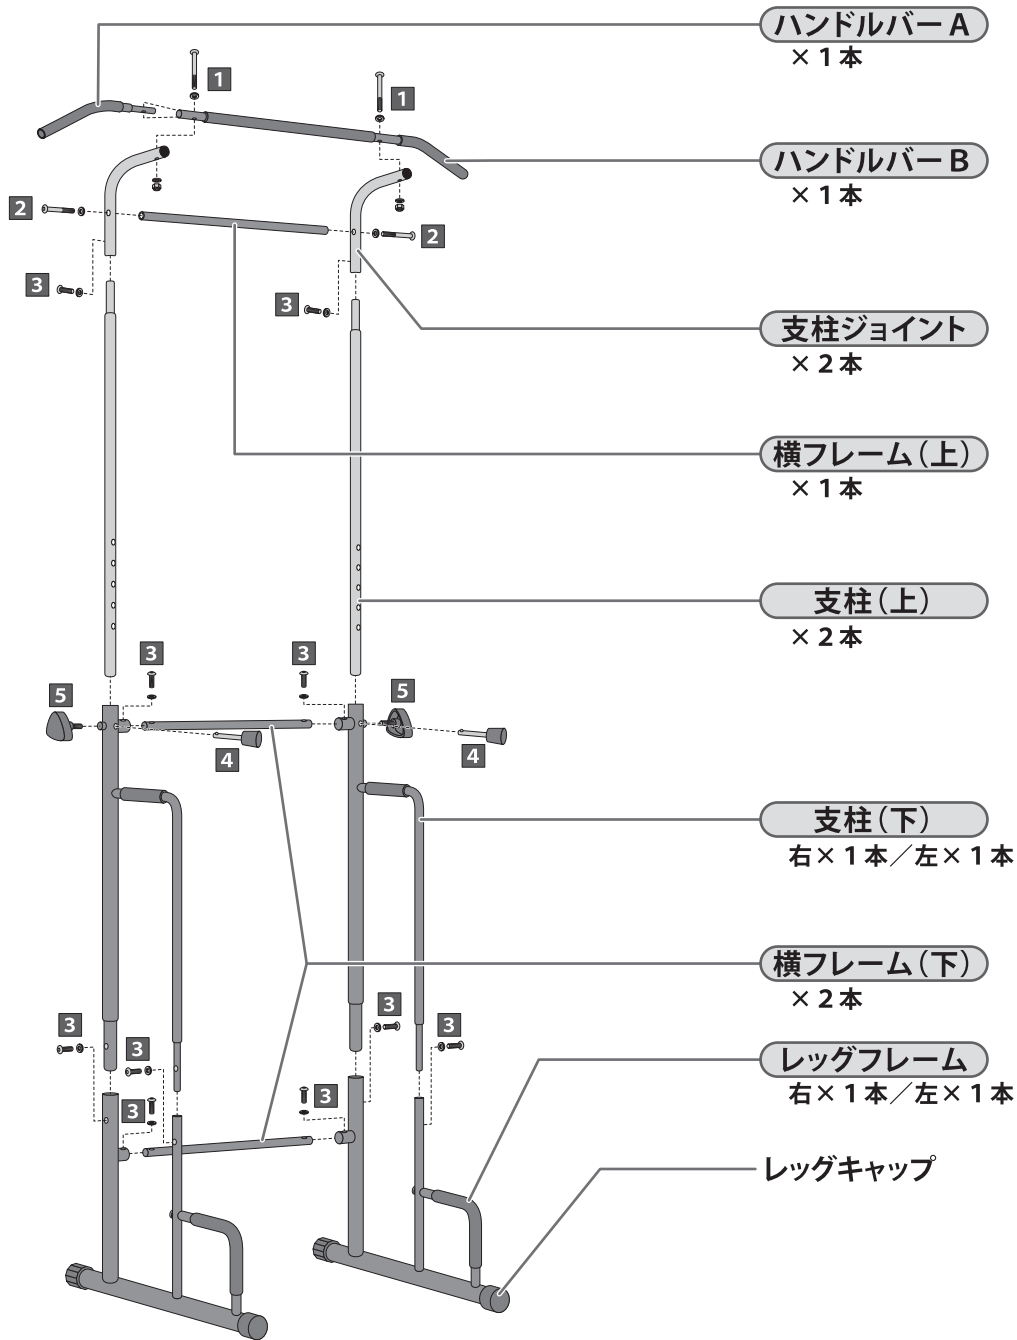 ハンドルバー A
× 1 本
1
1
ハンドルバー B
× 1 本
2
2
3
3
支柱ジョイント
× 2 本
横フレーム（上）
× 1 本
支柱（上）
× 2 本
3
3
5
5
4
4
支柱（下）
右 × 1 本／左 × 1 本
横フレーム（下）
× 2 本
3
3
3
3
3
3
レッグフレーム
右 × 1 本／左 × 1 本
レッグキャップ